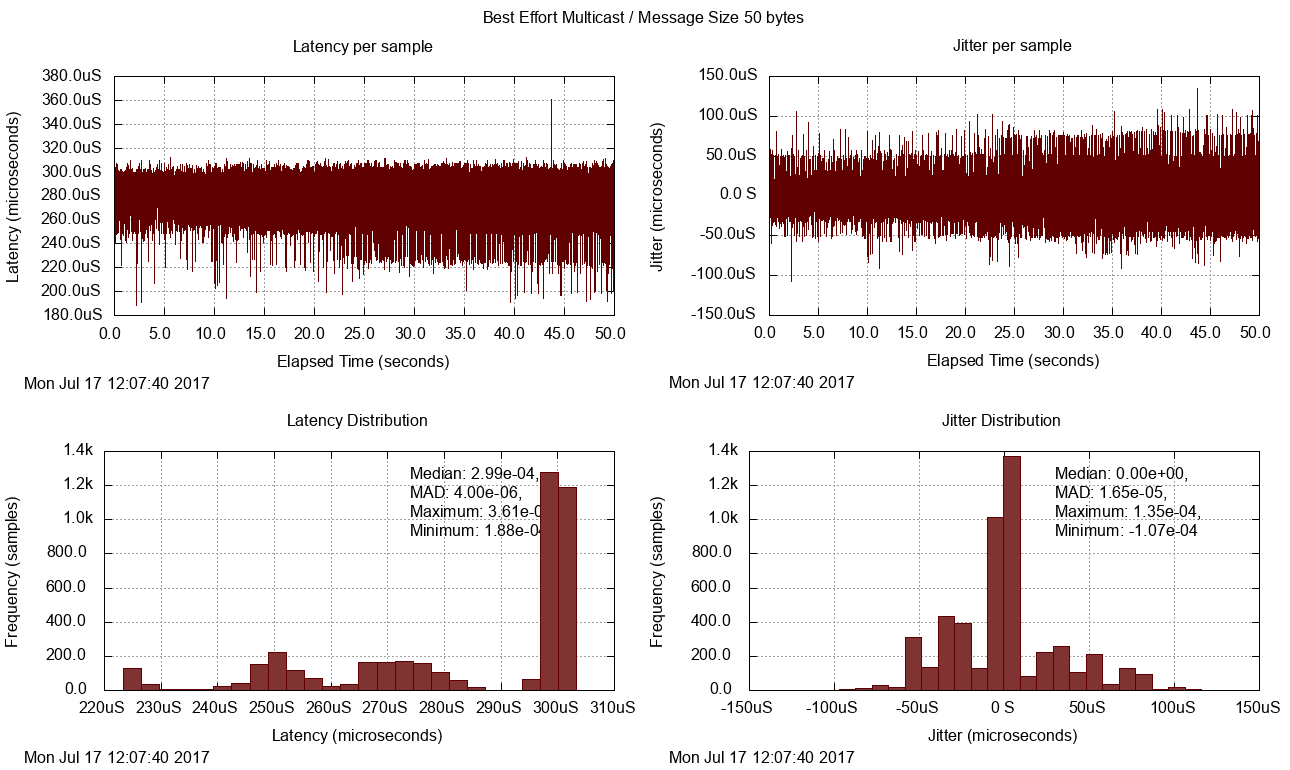 Best Effort Multicast / Message Size 50 bytes
Latency per sample
Latency (microseconds)
380.0uS
360.0uS
340.0uS
320.0uS
300.0uS
280.0uS
260.0uS
240.0uS
220.0uS
200.0uS
180.0uS
0.0 5.0 10.0 15.0 20.0 25.0 30.0 35.0 40.0 45.0 50.0
Elapsed Time (seconds)
Mon Jul 17 12:07:40 2017
Jitter per sample
Jitter (microseconds)
150.0uS
100.0uS
50.0uS
0.0 S
-50.0uS
-100.0uS
-150.0uS
0.0 5.0 10.0 15.0 20.0 25.0 30.0 35.0 40.0 45.0 50.0
Elapsed Time (seconds)
Mon Jul 17 12:07:40 2017
Latency Distribution
Frequency (samples)
1.4k
1.2k
1.0k
800.0
600.0
400.0
200.0
0.0
Median: 2.99e-04,
MAD: 4.00e-06,
Maximum: 3.61e-0
Minimum: 1.88e-0
220uS 230uS 240uS 250uS 260uS 270uS 280uS 290uS 300uS 310uS
Latency (microseconds)
Mon Jul 17 12:07:40 2017
Jitter Distribution
Frequency (samples)
1.4k
1.2k
1.0k
800.0
600.0
400.0
200.0
0.0
Median: 0.00e+00,
MAD: 1.65e-05,
Maximum: 1.35e-04,
Minimum: -1.07e-04
-150uS -100uS -50uS 0 S 50uS 100uS 150uS
Jitter (microseconds)
Mon Jul 17 12:07:40 2017